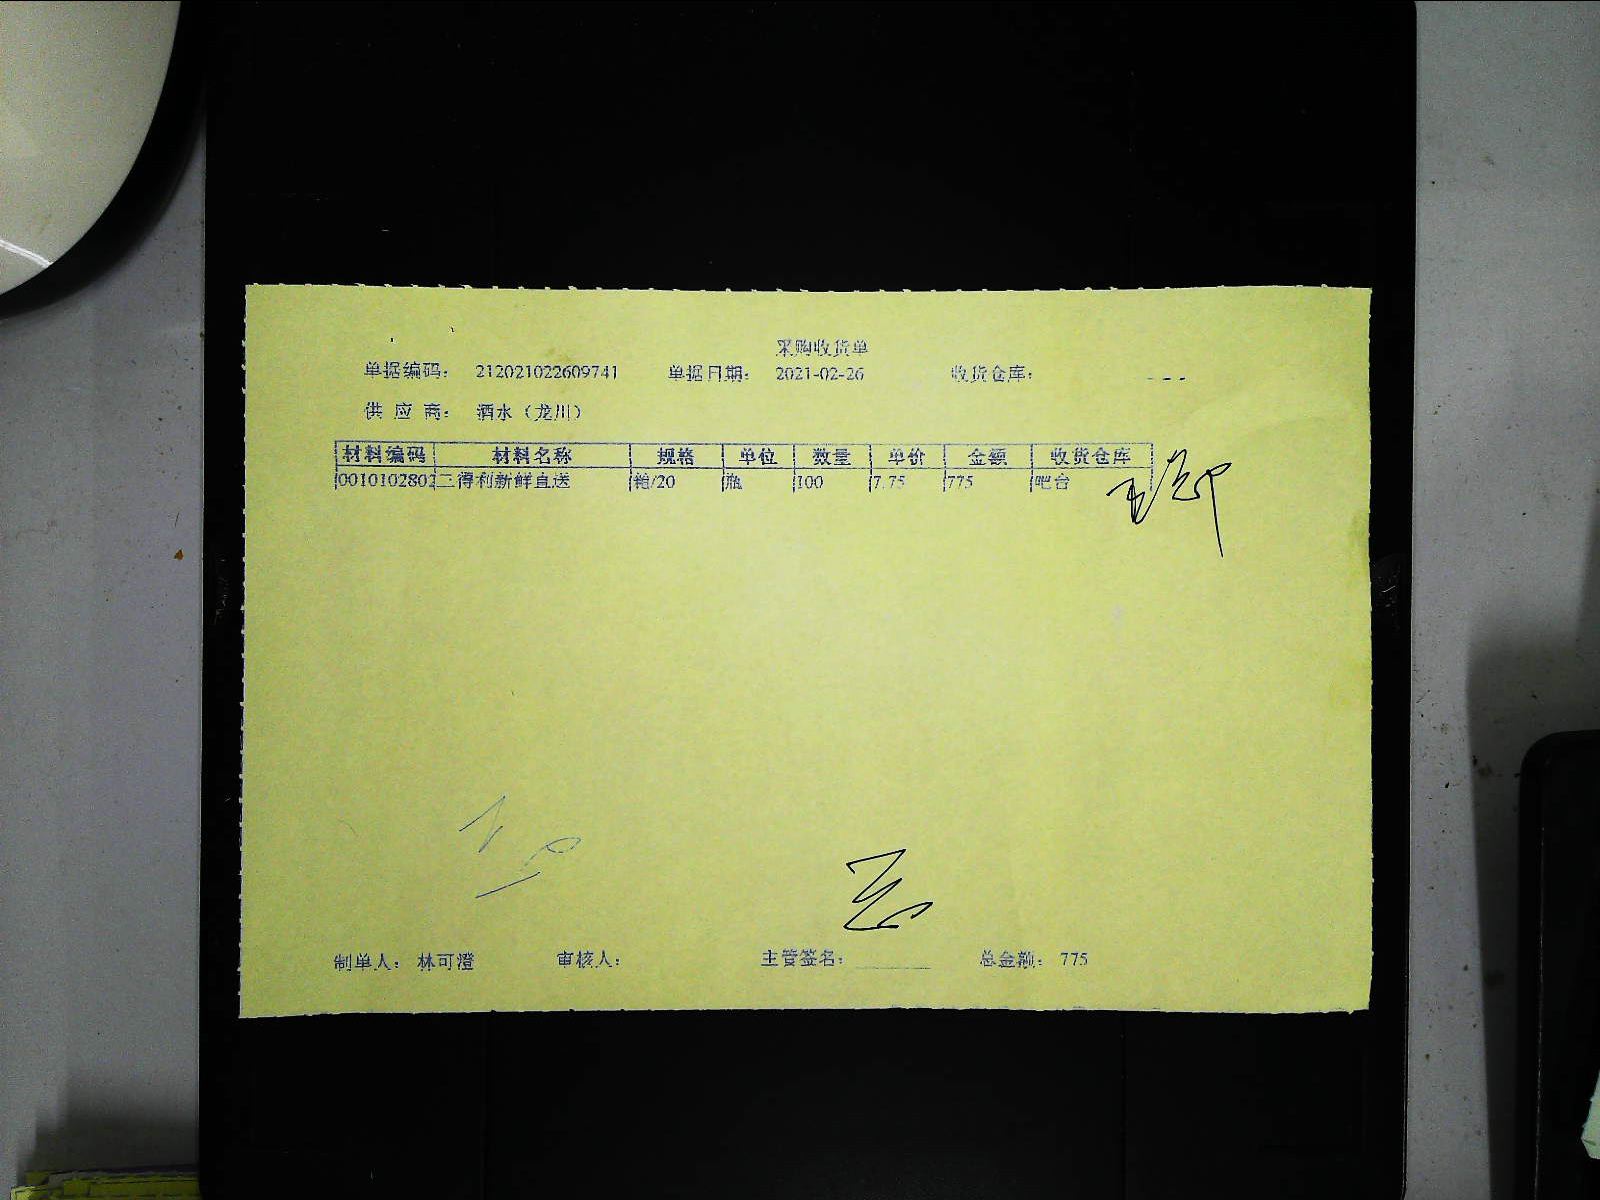 采购收货单
单据编码： 212021022609741 单据日期： 2021-02-26 收货仓库： ---
供 应 商： 酒水（龙川）
材料编码 材料名称 规格 单位 数量 单价 金额 收货仓库
0010102802 二得利新鲜直送 箱/20 瓶 100 7.75 775 吧台
制单人： 林可澄 审核人： 主管签名： 总金额： 775